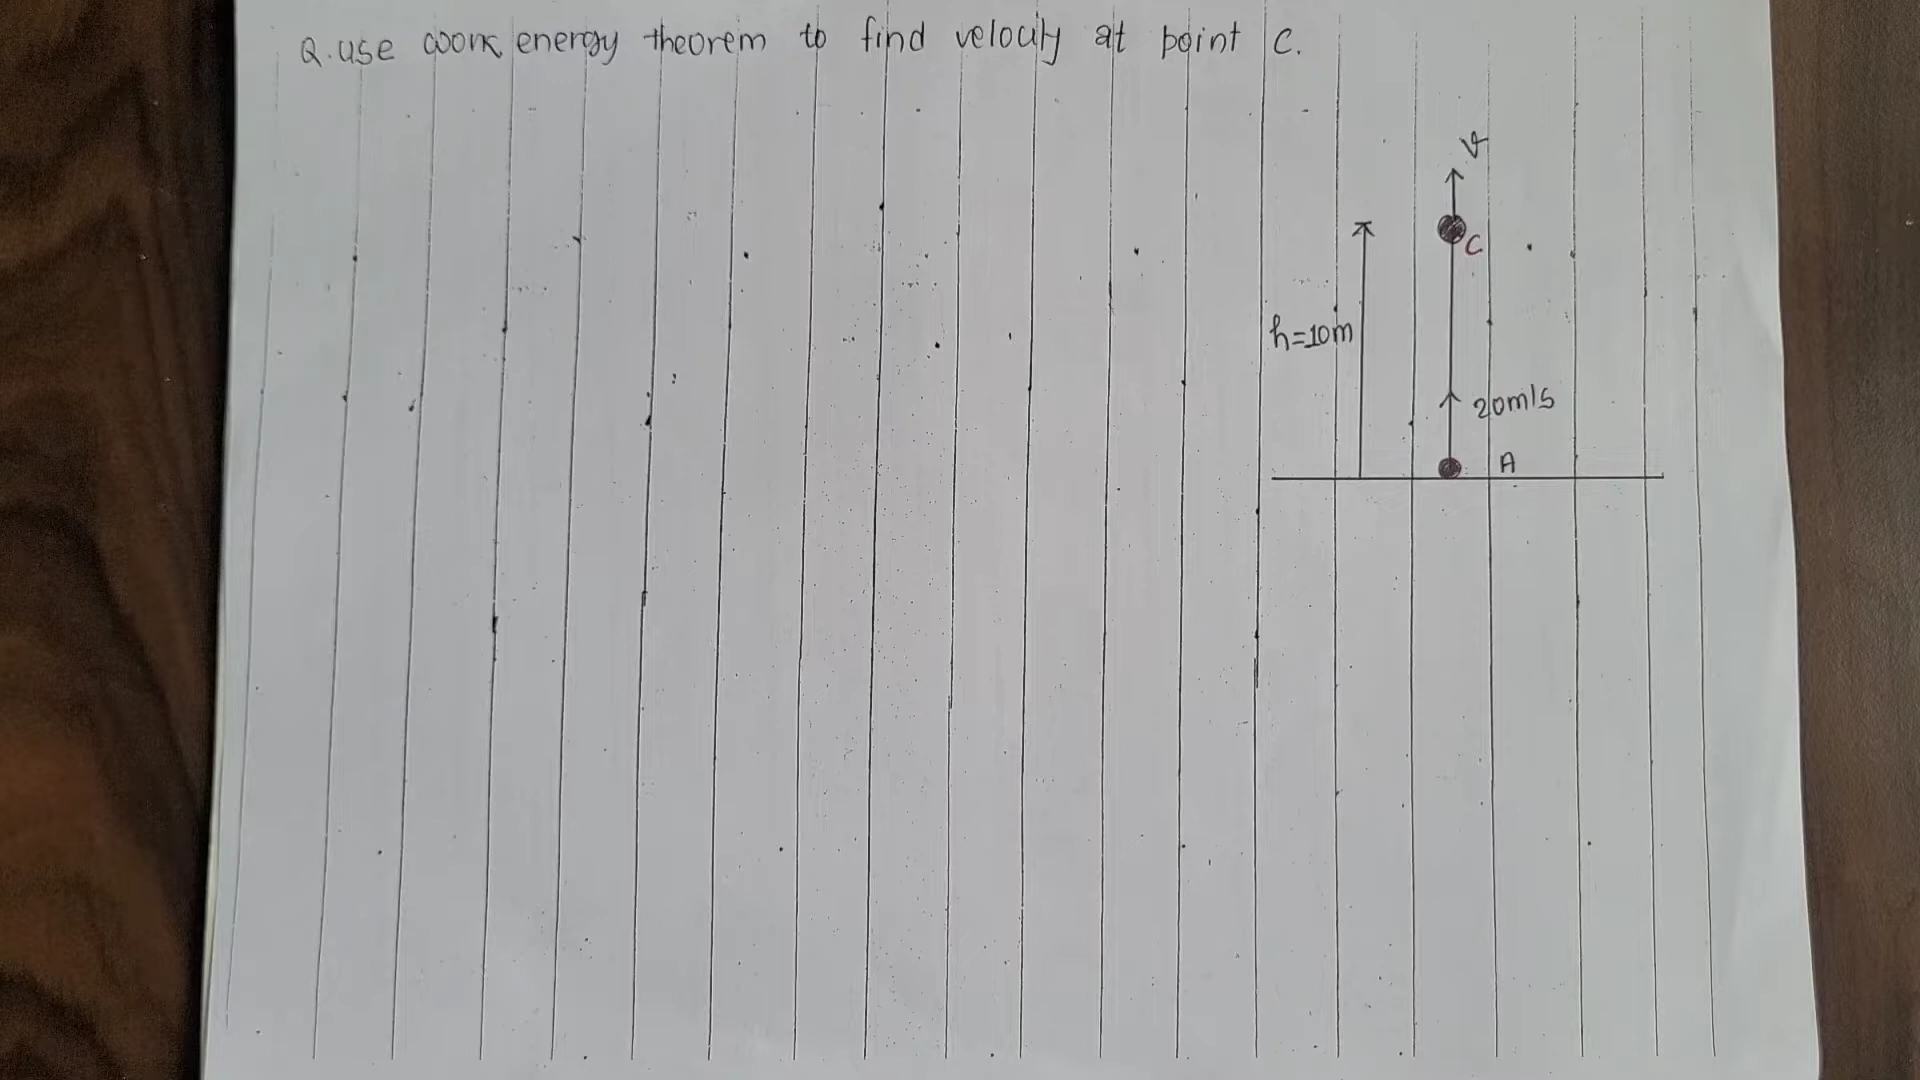 Q. use work energy theorem to find velocity at point C.
v
C
h=10m
20m/s
A